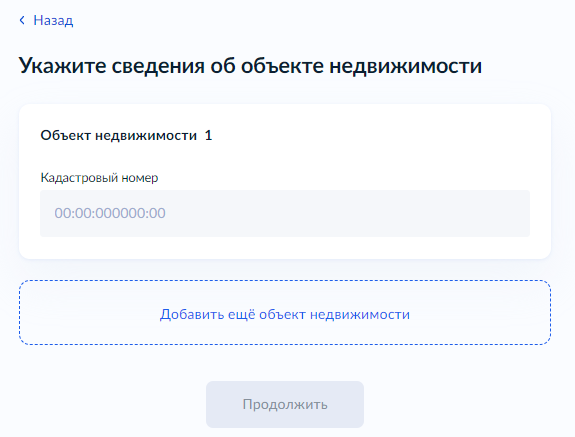 Назад
Укажите сведения об объекте недвижимости
Объект недвижимости 1
Кадастровый номер
00:00:000000:00
Добавить ещё объект недвижимости
Продолжить